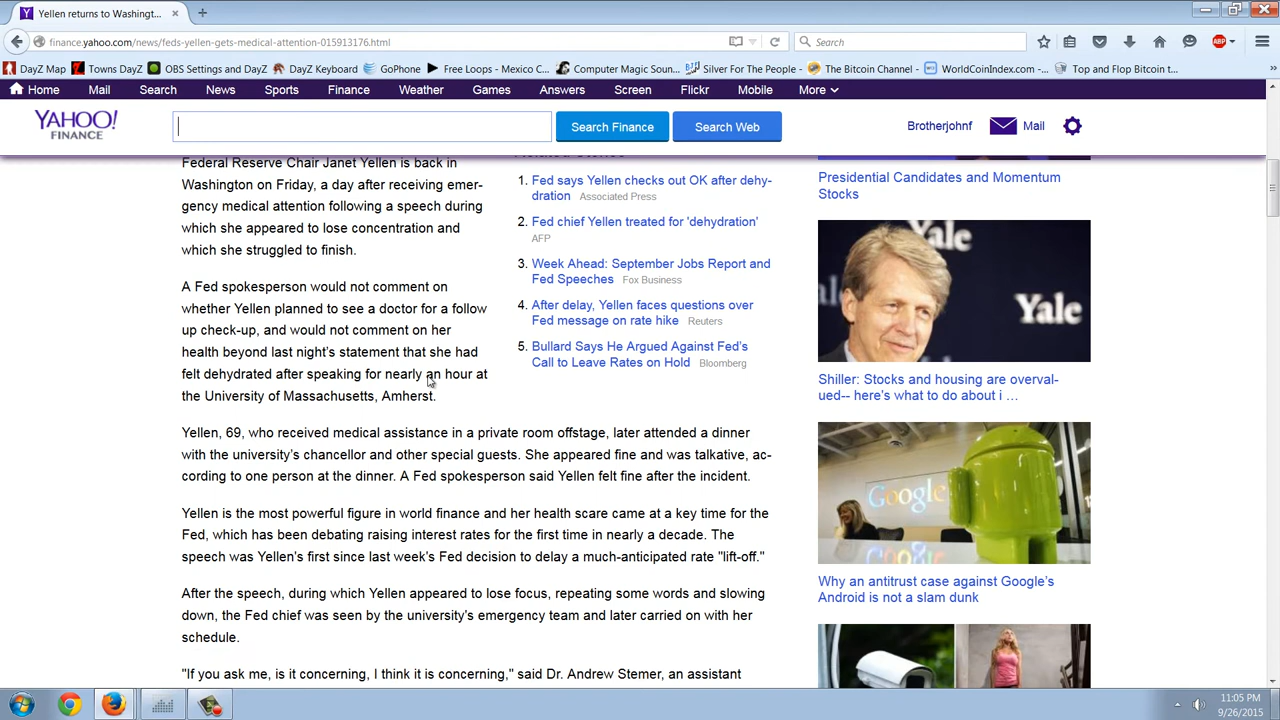 Yellen returns to Washingt...
finance.yahoo.com/news/feds-yellen-gets-medical-attention-015913176.html
Search
ABP
DayZ Map
Towns DayZ
OBS Settings and DayZ
DayZ Keyboard
GoPhone
Free Loops - Mexico C...
Computer Magic Soun...
Silver For The People - ...
The Bitcoin Channel - ...
WorldCoinIndex.com -...
Top and Flop Bitcoin t...
Home Mail Search News Sports Finance Weather Games Answers Screen Flickr Mobile More
YAHOO!
FINANCE
Search Finance
Search Web
Brotherjohnf
Mail
Federal Reserve Chair Janet Yellen is back in
Washington on Friday, a day after receiving emer-
gency medical attention following a speech during
which she appeared to lose concentration and
which she struggled to finish.
A Fed spokesperson would not comment on
whether Yellen planned to see a doctor for a follow
up check-up, and would not comment on her
health beyond last night's statement that she had
felt dehydrated after speaking for nearly an hour at
the University of Massachusetts, Amherst.
Related Stories
1. Fed says Yellen checks out OK after dehy-
dration Associated Press
2. Fed chief Yellen treated for 'dehydration'
AFP
3. Week Ahead: September Jobs Report and
Fed Speeches Fox Business
4. After delay, Yellen faces questions over
Fed message on rate hike Reuters
5. Bullard Says He Argued Against Fed's
Call to Leave Rates on Hold Bloomberg
Yellen, 69, who received medical assistance in a private room offstage, later attended a dinner
with the university's chancellor and other special guests. She appeared fine and was talkative, ac-
cording to one person at the dinner. A Fed spokesperson said Yellen felt fine after the incident.
Yellen is the most powerful figure in world finance and her health scare came at a key time for the
Fed, which has been debating raising interest rates for the first time in nearly a decade. The
speech was Yellen's first since last week's Fed decision to delay a much-anticipated rate "lift-off."
After the speech, during which Yellen appeared to lose focus, repeating some words and slowing
down, the Fed chief was seen by the university's emergency team and later carried on with her
schedule.
"If you ask me, is it concerning, I think it is concerning," said Dr. Andrew Stemer, an assistant
Presidential Candidates and Momentum
Stocks
Yale
Yale
Shiller: Stocks and housing are overval-
ued-- here's what to do about i ...
Google
Why an antitrust case against Google's
Android is not a slam dunk
11:05 PM
9/26/2015